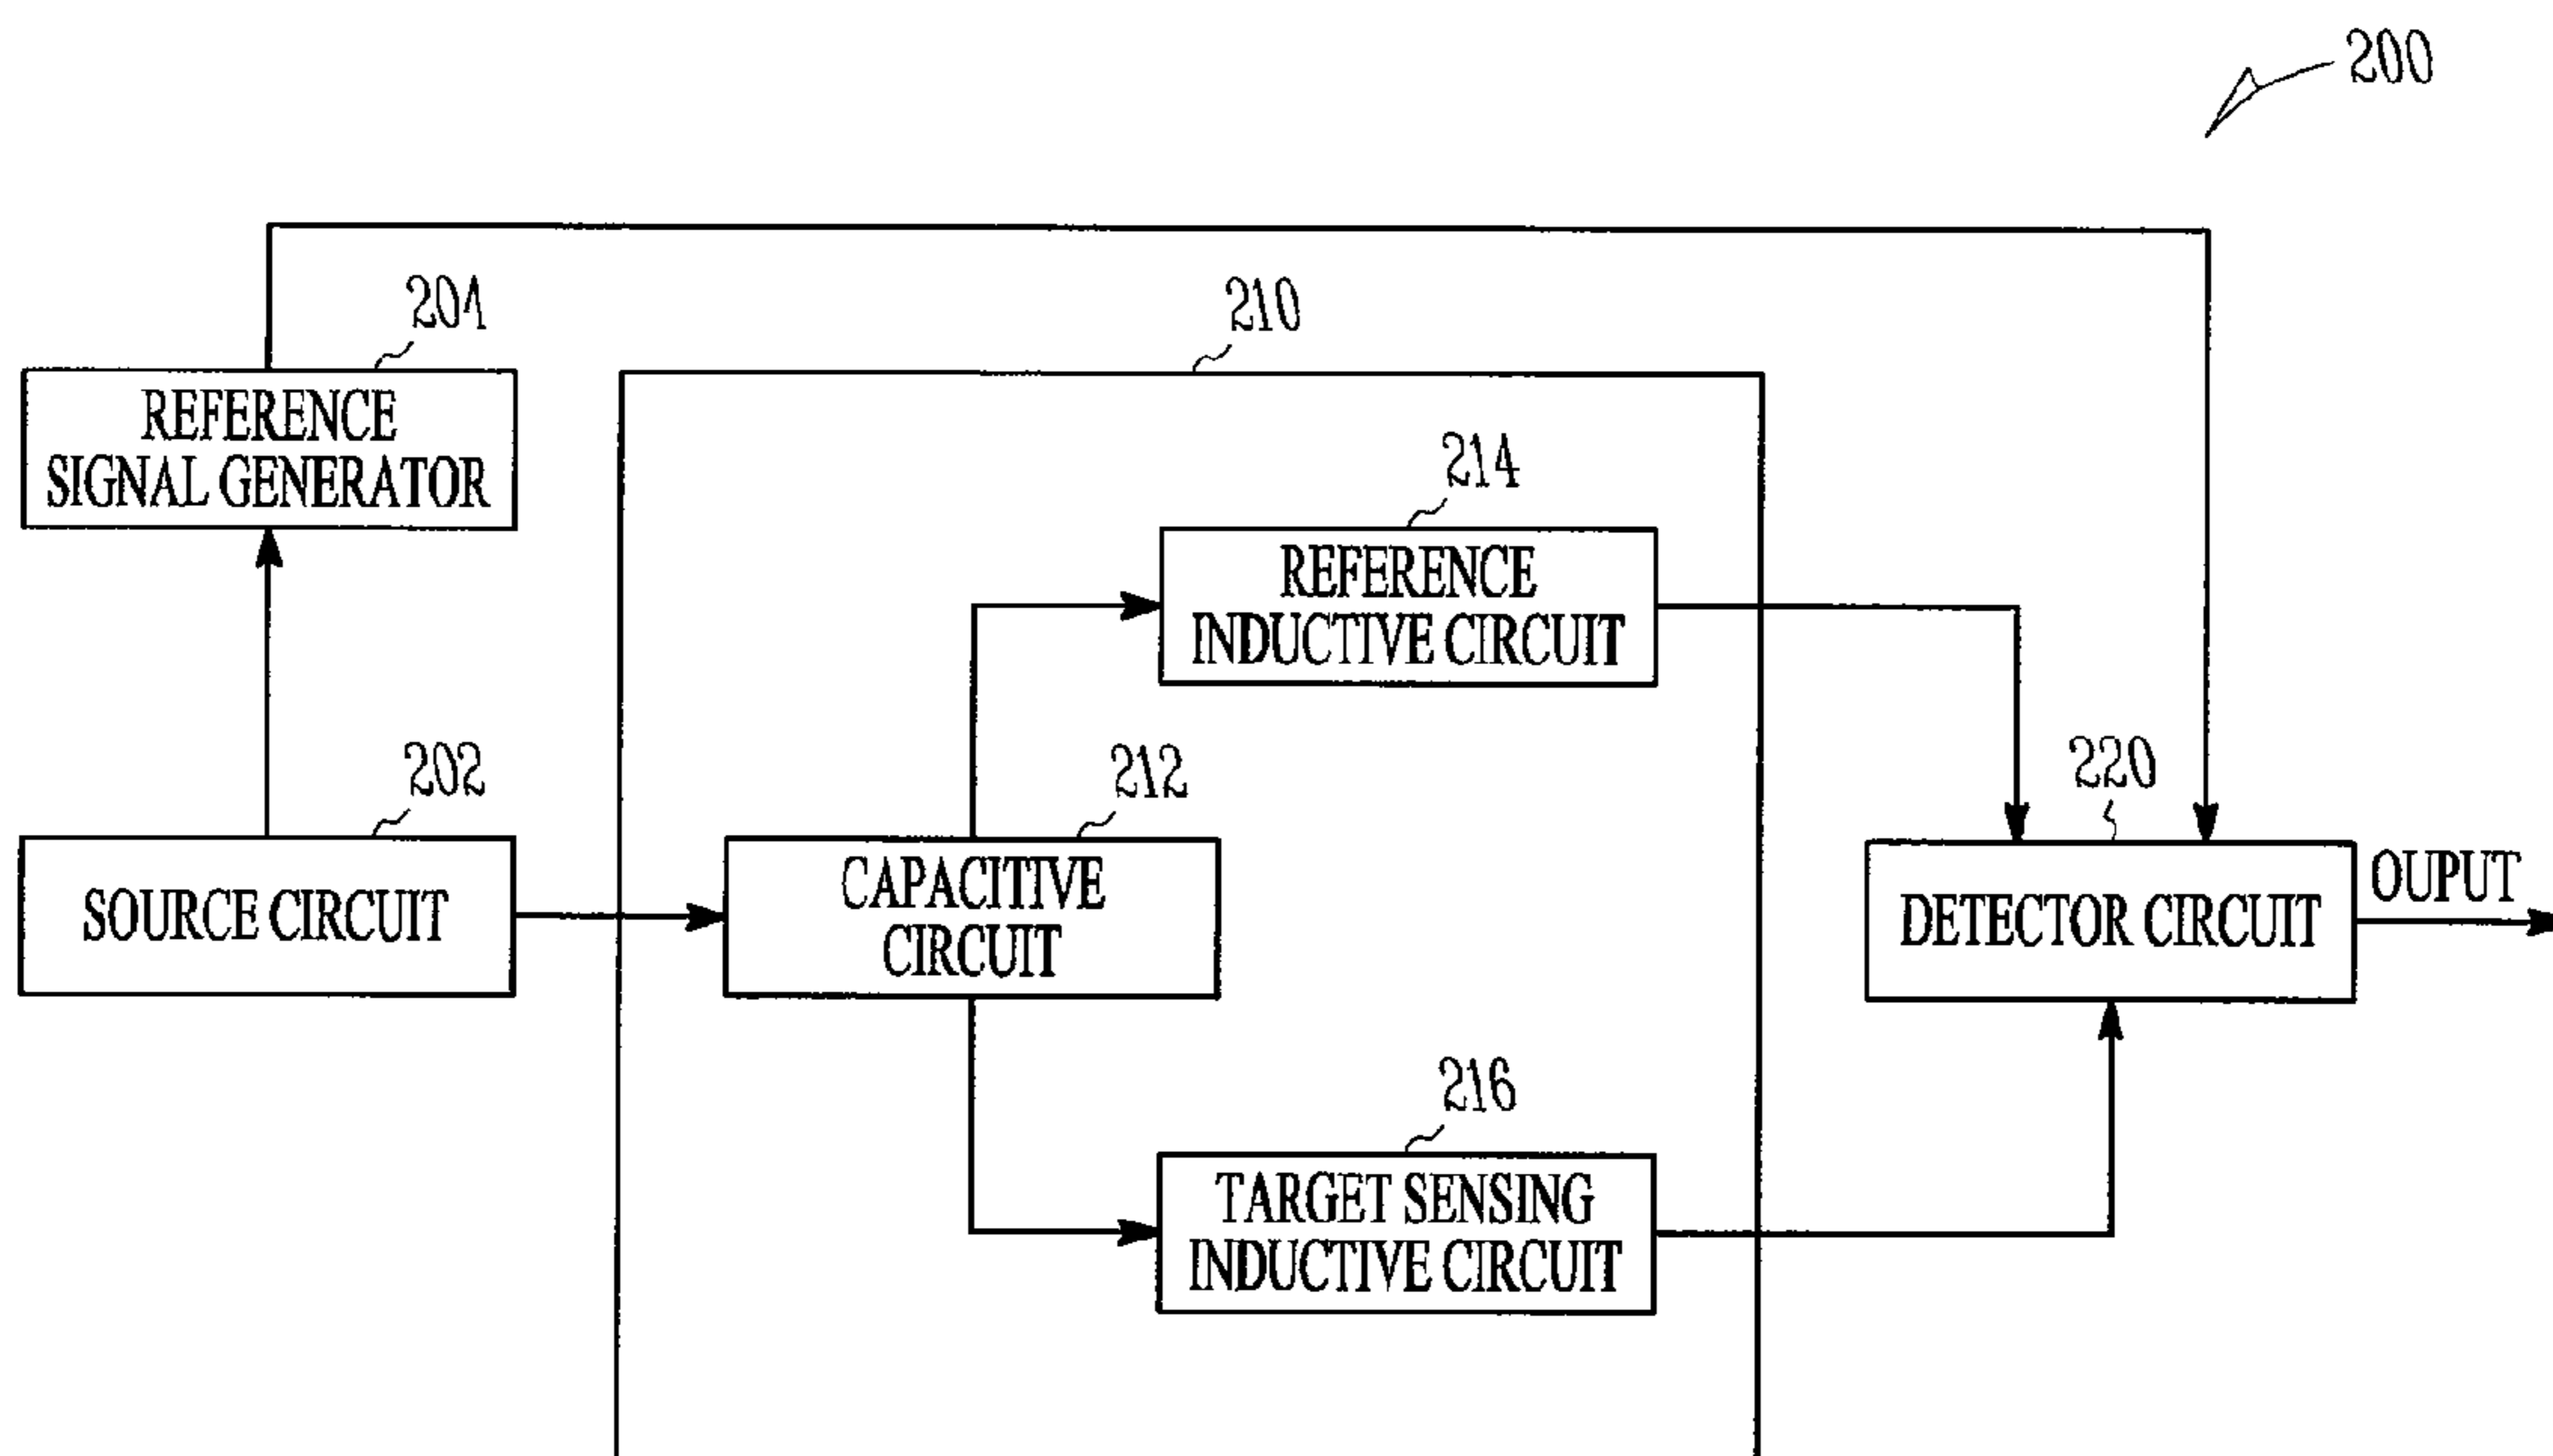 200
204
REFERENCE
SIGNAL GENERATOR
210
214
REFERENCE
INDUCTIVE CIRCUIT
202
SOURCE CIRCUIT
212
CAPACITIVE
CIRCUIT
220
DETECTOR CIRCUIT
OUPUT
216
TARGET SENSING
INDUCTIVE CIRCUIT